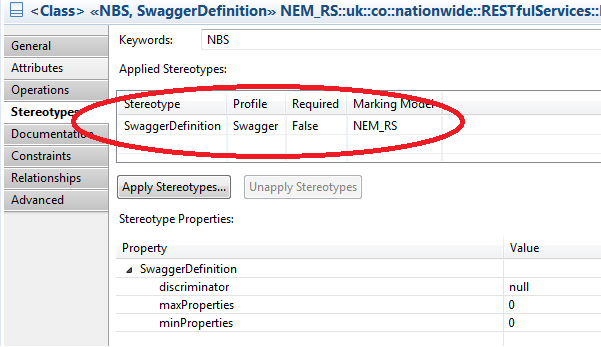 <Class> «NBS, SwaggerDefinition» NEM_RS::uk::co::nationwide::RESTfulServices::
General
Attributes
Operations
Stereotypes
Documentation
Constraints
Relationships
Advanced
Keywords: NBS
Applied Stereotypes:
Stereotype Profile Required Marking Model
SwaggerDefinition Swagger False NEM_RS
Apply Stereotypes... Unapply Stereotypes
Stereotype Properties:
Property Value
SwaggerDefinition
discriminator null
maxProperties 0
minProperties 0